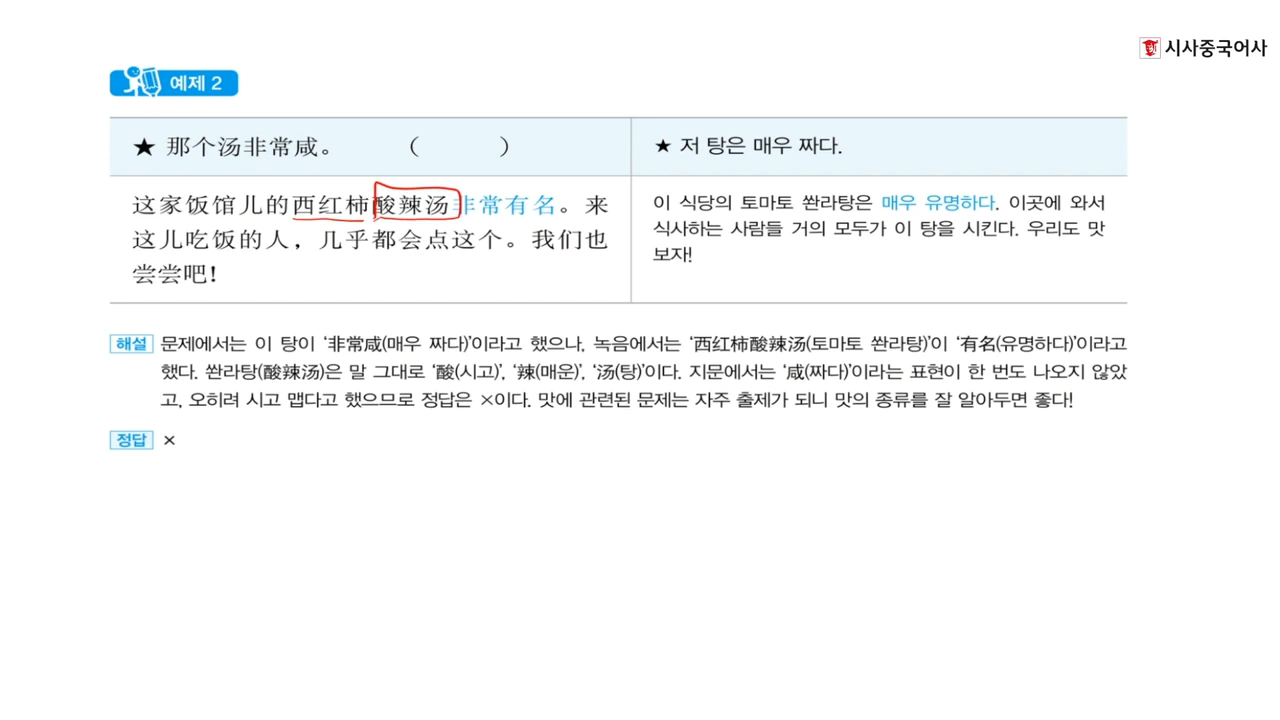 시사중국어사
예제 2
★ 那个汤非常咸。 ( )
★ 저 탕은 매우 짜다.
这家饭馆儿的西红柿酸辣汤非常有名。来
这儿吃饭的人，几乎都会点这个。我们也
尝尝吧！
이 식당의 토마토 쏸라탕은 매우 유명하다. 이곳에 와서
식사하는 사람들 거의 모두가 이 탕을 시킨다. 우리도 맛
보자!
해설 문제에서는 이 탕이 ‘非常咸(매우 짜다)’이라고 했으나, 녹음에서는 ‘西红柿酸辣汤(토마토 쏸라탕)’이 ‘有名(유명하다)’이라고
했다. 쏸라탕(酸辣汤)은 말 그대로 ‘酸(시고)’, ‘辣(매운)’, ‘汤(탕)’이다. 지문에서는 ‘咸(짜다)’이라는 표현이 한 번도 나오지 않았
고, 오히려 시고 맵다고 했으므로 정답은 ×이다. 맛에 관련된 문제는 자주 출제가 되니 맛의 종류를 잘 알아두면 좋다!
정답 ×